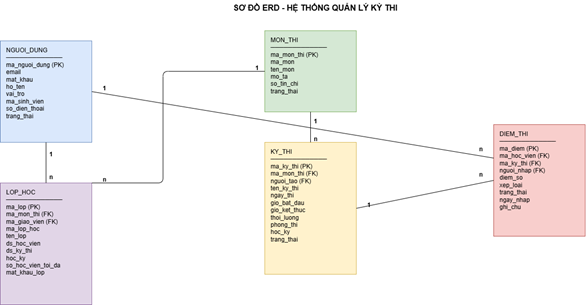 SƠ ĐỒ ERD - HỆ THỐNG QUẢN LÝ KỲ THI
NGUOI_DUNG
ma_nguoi_dung (PK)
email
mat_khau
ho_ten
vai_tro
ma_sinh_vien
so_dien_thoai
trang_thai
MON_THI
ma_mon_thi (PK)
ma_mon
ten_mon
mo_ta
so_tin_chi
trang_thai
KY_THI
ma_ky_thi (PK)
ma_mon_thi (FK)
nguoi_tao (FK)
ten_ky_thi
ngay_thi
gio_bat_dau
gio_ket_thuc
thoi_luong
phong_thi
hoc_ky
trang_thai
DIEM_THI
ma_diem (PK)
ma_hoc_vien (FK)
ma_ky_thi (FK)
nguoi_nhap (FK)
diem_so
xep_loai
trang_thai
ngay_nhap
ghi_chu
LOP_HOC
ma_lop (PK)
ma_mon_thi (FK)
ma_giao_vien (FK)
ma_lop_hoc
ten_lop
ds_hoc_vien
ds_ky_thi
hoc_ky
so_hoc_vien_toi_da
mat_khau_lop
1
n
1
n
1
n
1
n
1
n